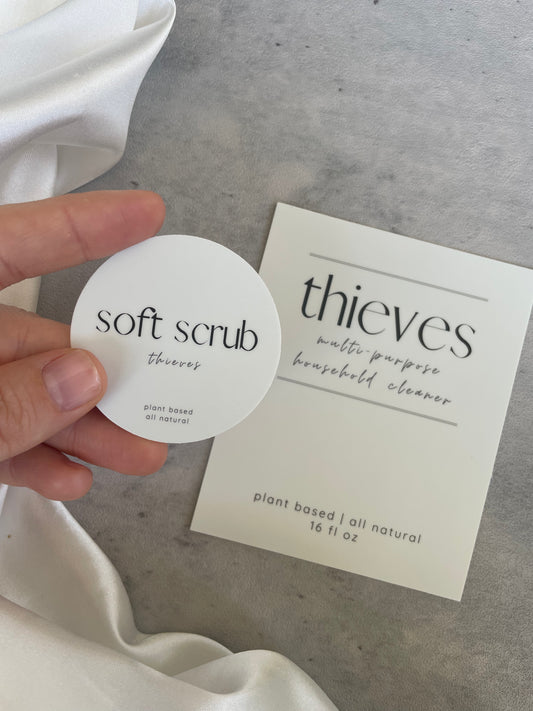 soft scrub
thieves
plant based
all natural
thieves
multi-purpose
household cleaner
plant based | all natural
16 fl oz